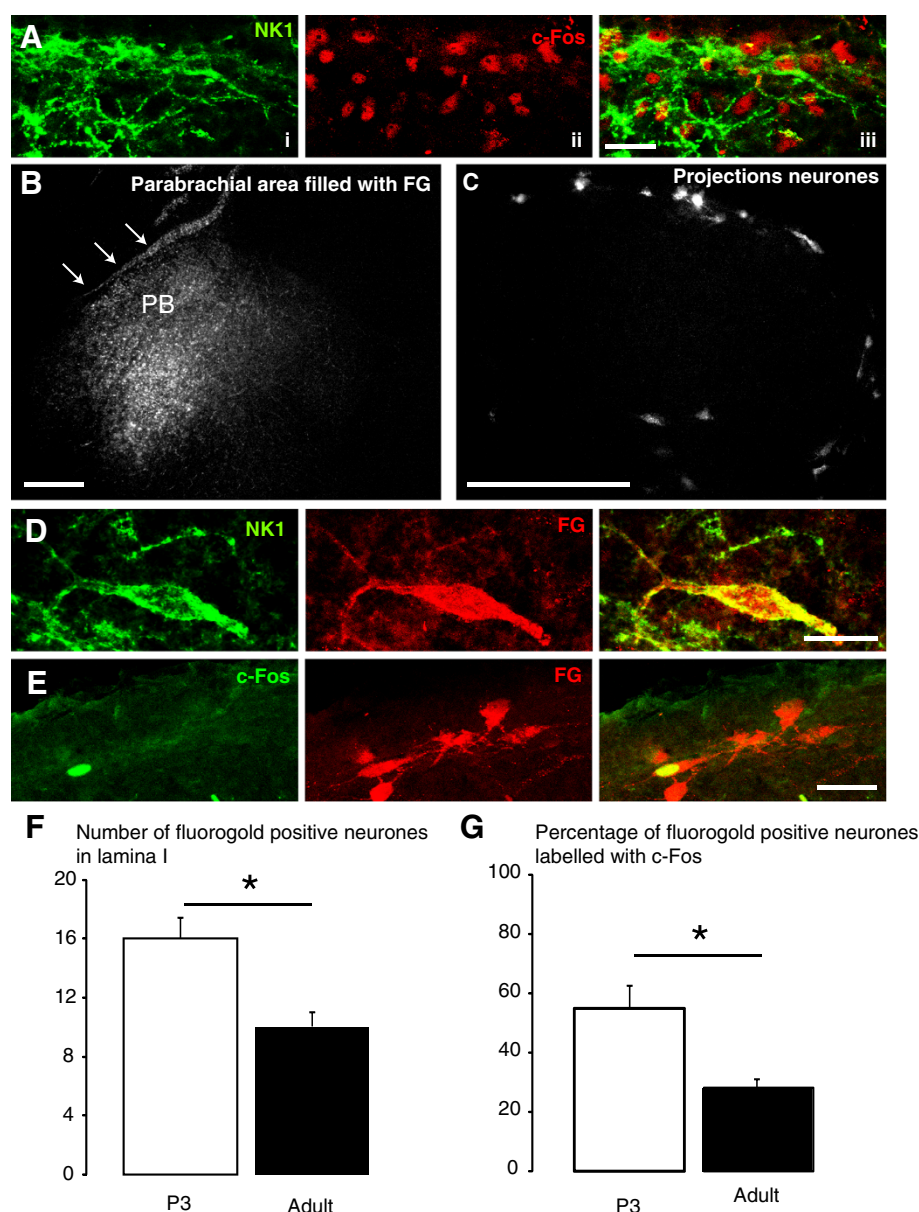 A
NK1
c-Fos
i
ii
iii
B
Parabrachial area filled with FG
PB
C
Projections neurones
D
NK1
FG
E
c-Fos
FG
F
Number of fluorogold positive neurones
in lamina I
20
16
12
8
4
0
*
P3
Adult
G
Percentage of fluorogold positive neurones
labelled with c-Fos
100
80
60
40
20
0
*
P3
Adult